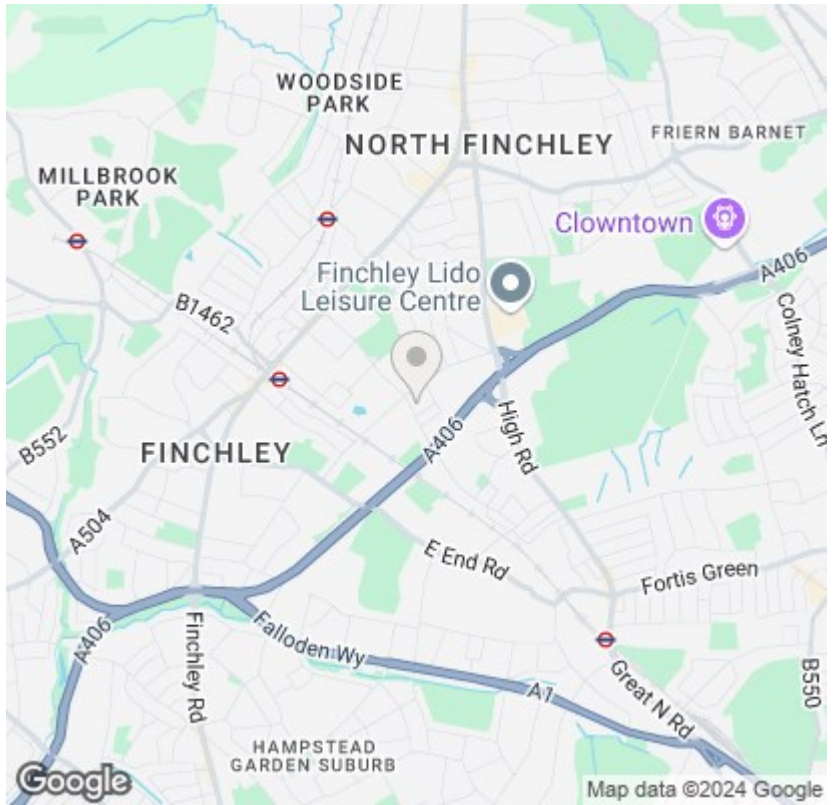 WOODSIDE
PARK
NORTH FINCHLEY
FRIERN BARNET
MILLBROOK
PARK
Clowntown
Finchley Lido
Leisure Centre
A406
B1462
Colney Hatch Ln
High Rd
A406
B552
FINCHLEY
A504
E End Rd
Fortis Green
A406
Finchley Rd
Falloden Wy
A1
Great N Rd
B550
HAMPSTEAD
GARDEN SUBURB
Google
Map data ©2024 Google